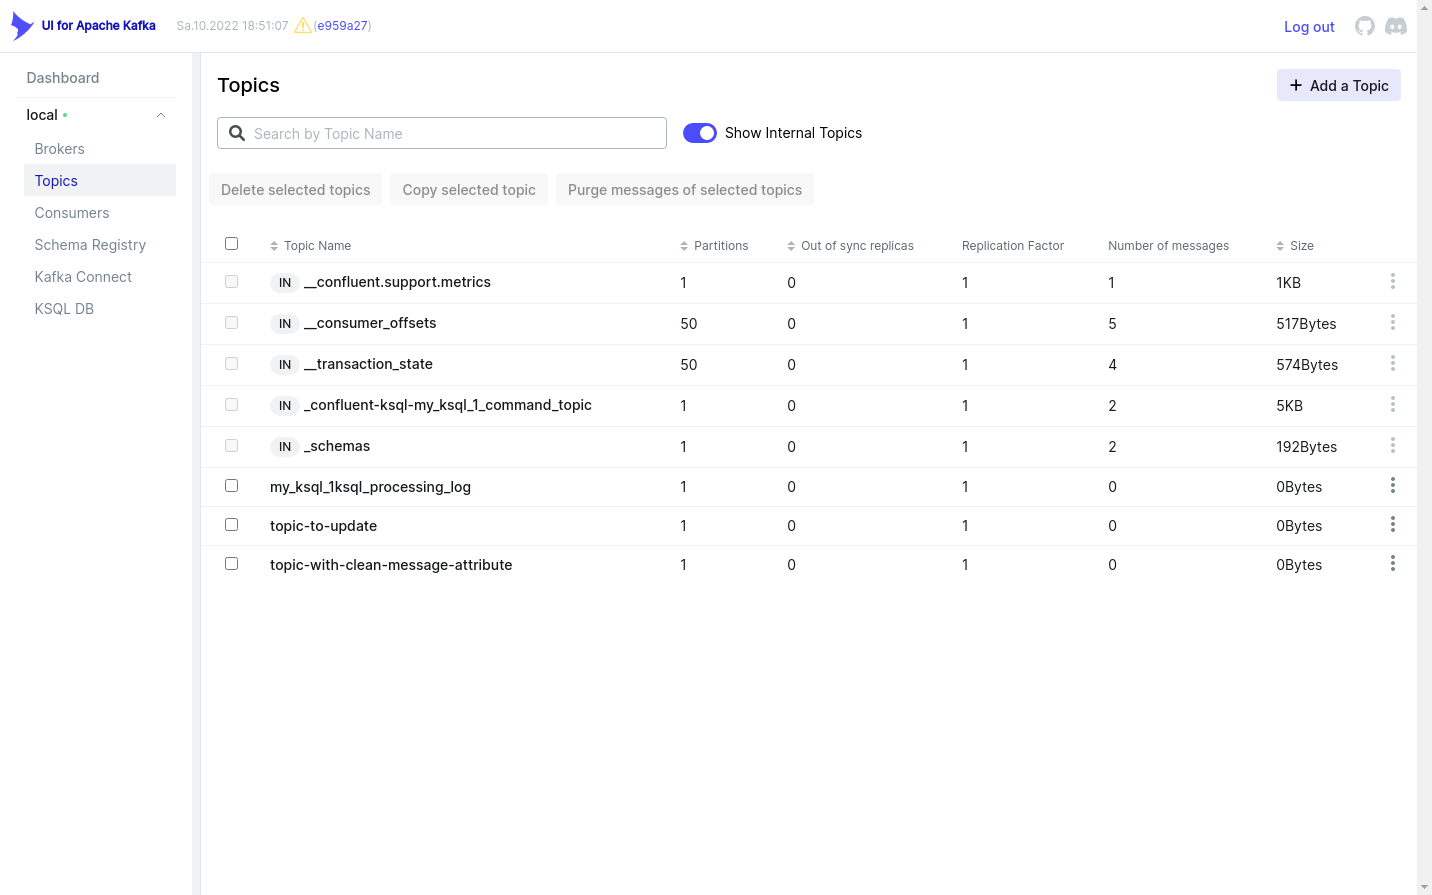 UI for Apache Kafka Sa.10.2022 18:51:07 (e959a27) Log out
Dashboard
local
Brokers
Topics
Consumers
Schema Registry
Kafka Connect
KSQL DB
Topics
Add a Topic
Search by Topic Name
Show Internal Topics
Delete selected topics Copy selected topic Purge messages of selected topics
Topic Name Partitions Out of sync replicas Replication Factor Number of messages Size
IN __confluent.support.metrics 1 0 1 1 1KB
IN __consumer_offsets 50 0 1 5 517Bytes
IN __transaction_state 50 0 1 4 574Bytes
IN _confluent-ksql-my_ksql_1_command_topic 1 0 1 2 5KB
IN _schemas 1 0 1 2 192Bytes
my_ksql_1ksql_processing_log 1 0 1 0 0Bytes
topic-to-update 1 0 1 0 0Bytes
topic-with-clean-message-attribute 1 0 1 0 0Bytes